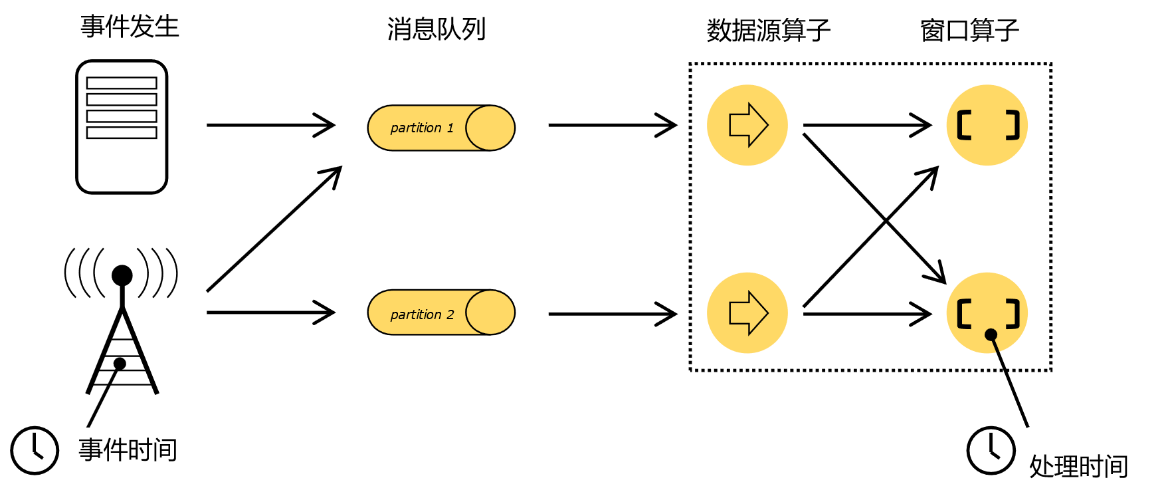 事件发生
消息队列
数据源算子
窗口算子
partition 1
partition 2
事件时间
处理时间